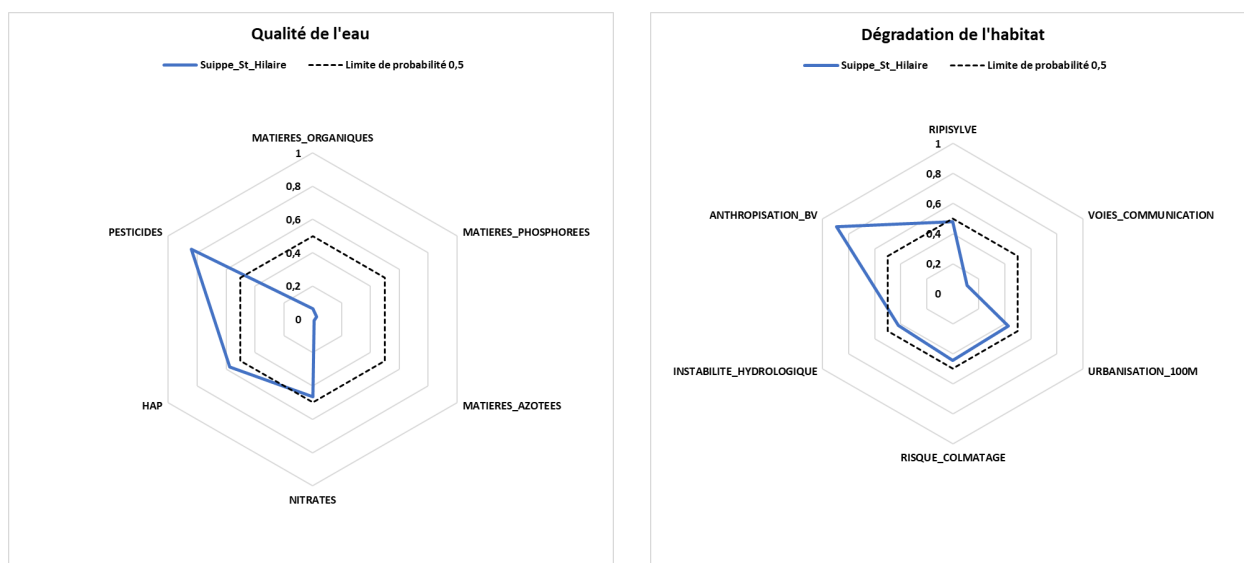 Qualité de l'eau
Suippe_St_Hilaire
Limite de probabilité 0,5
MATIERES_ORGANIQUES
1
0,8
0,6
0,4
0,2
0
PESTICIDES
MATIERES_PHOSPHOREES
HAP
MATIERES_AZOTEES
NITRATES
Dégradation de l'habitat
Suippe_St_Hilaire
Limite de probabilité 0,5
RIPISYLVE
1
0,8
0,6
0,4
0,2
0
ANTHROPISATION_BV
VOIES_COMMUNICATION
INSTABILITE_HYDROLOGIQUE
URBANISATION_100M
RISQUE_COLMATAGE